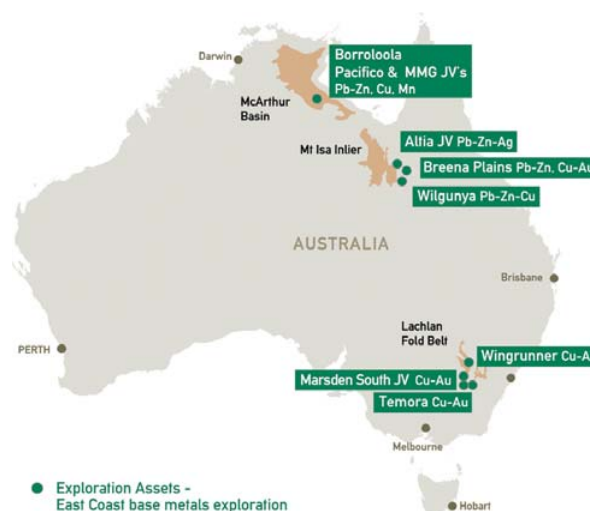 Darwin
Borroloola
Pacifico & MMG JV's
Pb-Zn, Cu, Mn
McArthur
Basin
Mt Isa Inlier
Altia JV Pb-Zn-Ag
Breena Plains Pb-Zn, Cu-Au
Wilgunya Pb-Zn-Cu
AUSTRALIA
Brisbane
Lachlan
Fold Belt
PERTH
Wingrunner Cu-A
Marsden South JV Cu-Au
Temora Cu-Au
Melbourne
Exploration Assets -
East Coast base metals exploration
Hobart